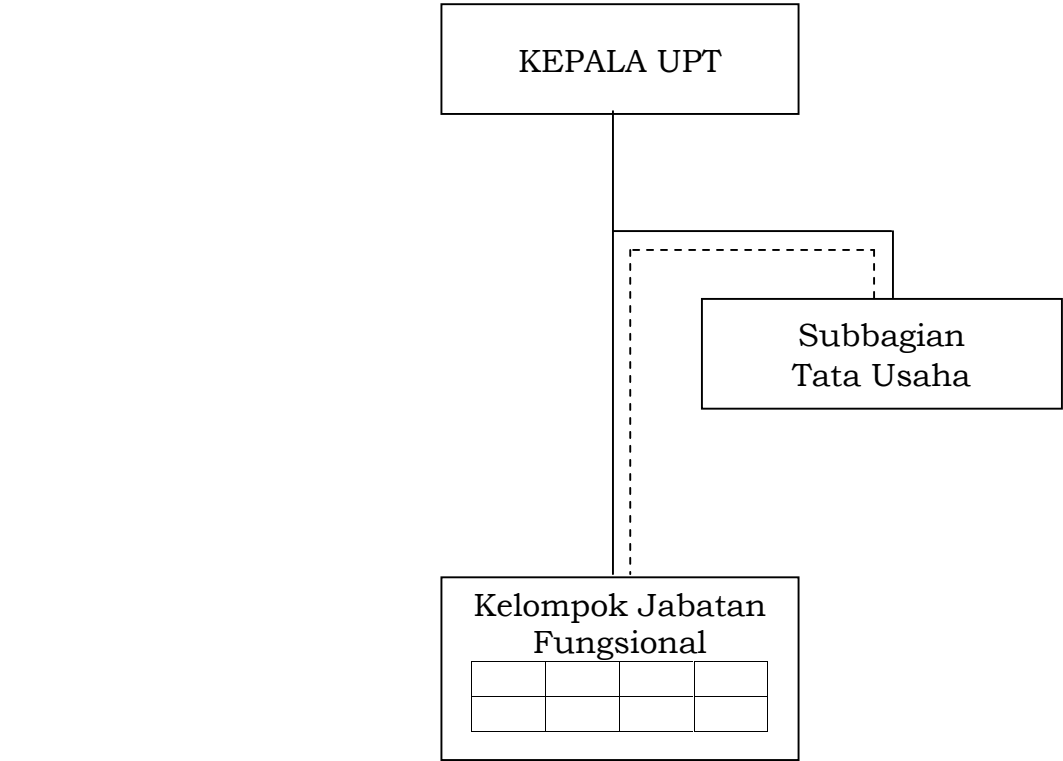 KEPALA UPT
Subbagian
Tata Usaha
Kelompok Jabatan
Fungsional